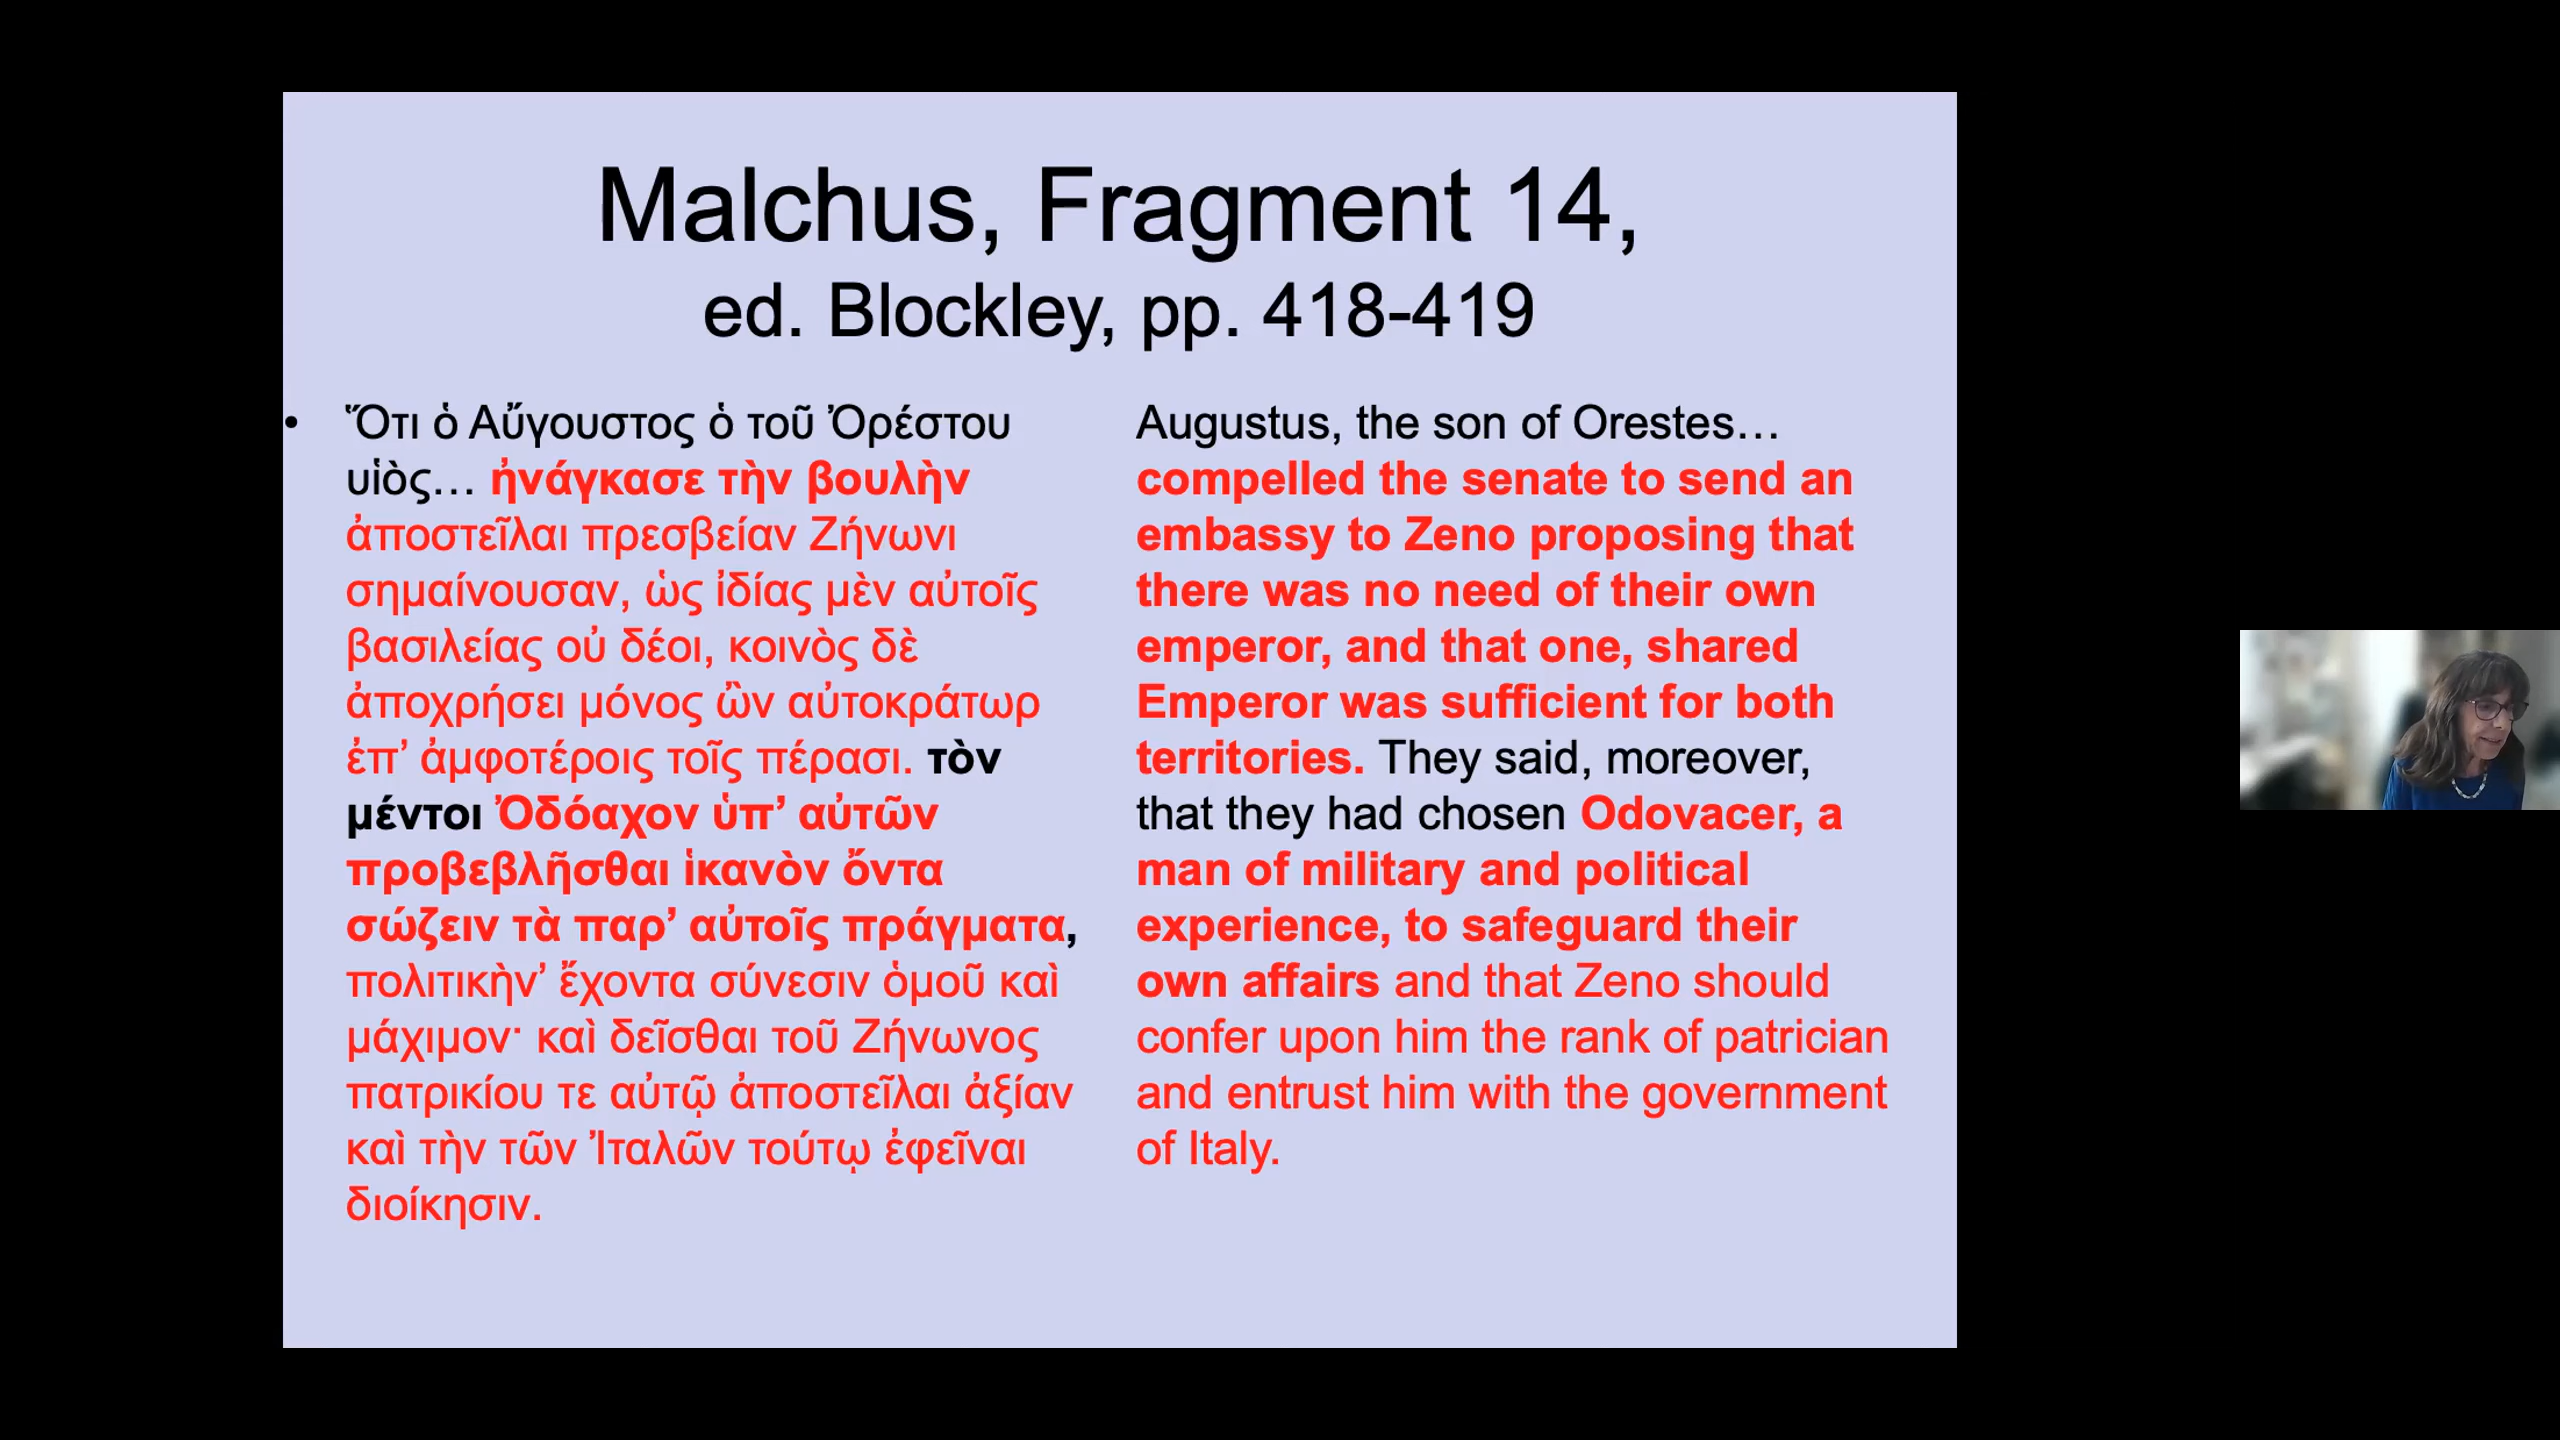 Malchus, Fragment 14,
ed. Blockley, pp. 418-419
• Ὅτι ὁ Αὔγουστος ὁ τοῦ Ὀρέστου
υἱὸς… ἠνάγκασε τὴν βουλὴν
ἀποστεῖλαι πρεσβείαν Ζήνωνι
σημαίνουσαν, ὡς ἰδίας μὲν αὐτοῖς
βασιλείας οὐ δέοι, κοινὸς δὲ
ἀποχρήσει μόνος ὢν αὐτοκράτωρ
ἐπ’ ἀμφοτέροις τοῖς πέρασι. τὸν
μέντοι Ὀδόαχον ὑπ’ αὐτῶν
προβεβλῆσθαι ἱκανὸν ὄντα
σώζειν τὰ παρ’ αὐτοῖς πράγματα,
πολιτικὴν’ ἔχοντα σύνεσιν ὁμοῦ καὶ
μάχιμον· καὶ δεῖσθαι τοῦ Ζήνωνος
πατρικίου τε αὐτῷ ἀποστεῖλαι ἀξίαν
καὶ τὴν τῶν Ἰταλῶν τούτῳ ἐφεῖναι
διοίκησιν.
Augustus, the son of Orestes…
compelled the senate to send an
embassy to Zeno proposing that
there was no need of their own
emperor, and that one, shared
Emperor was sufficient for both
territories. They said, moreover,
that they had chosen Odovacer, a
man of military and political
experience, to safeguard their
own affairs and that Zeno should
confer upon him the rank of patrician
and entrust him with the government
of Italy.